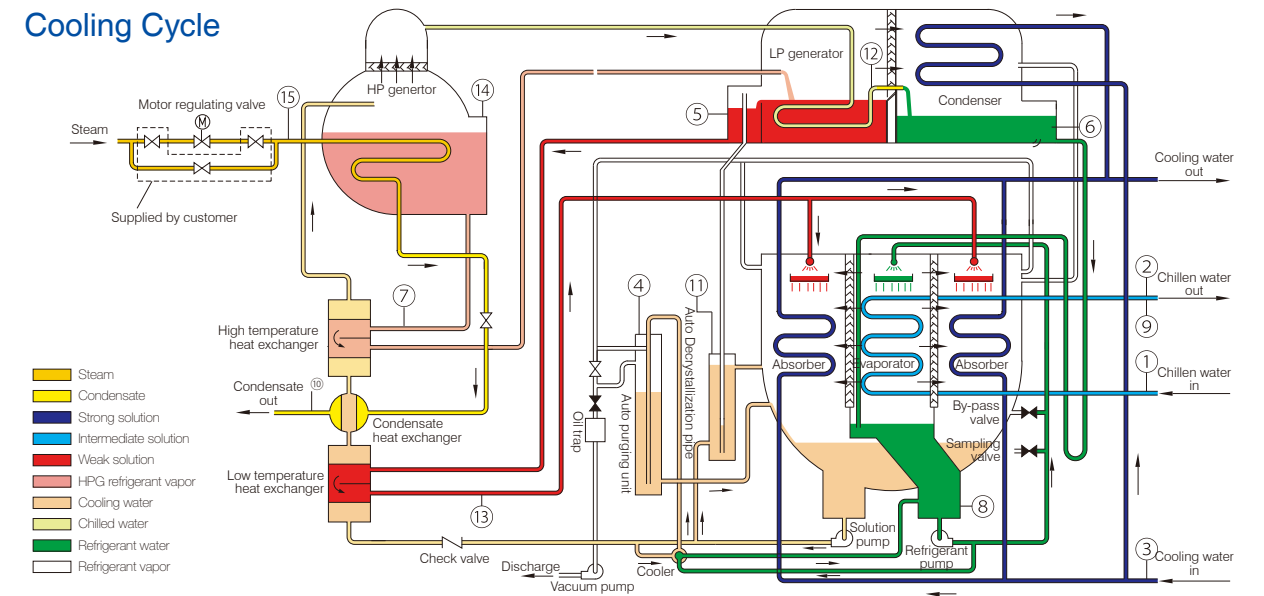 Cooling Cycle
HP genertor
LP generator
12
Condenser
14
15
Motor regulating valve
M
Steam
5
6
Supplied by customer
Cooling water
out
2
Chillen water
out
9
4
11
7
High temperature
heat exchanger
Auto Decrystallization pipe
Absorber
Evaporator
Absorber
1
Chillen water
in
Steam
Condensate
Strong solution
Intermediate solution
Weak solution
HPG refrigerant vapor
Cooling water
Chilled water
Refrigerant water
Refrigerant vapor
Condensate
out
10
Condensate
heat exchanger
Oil trap
Auto purging unit
By-pass
valve
Sampling
valve
Low temperature
heat exchanger
13
8
Solution
pump
Refrigerant
pump
Check valve
Discharge
Vacuum pump
Cooler
3
Cooling water
in